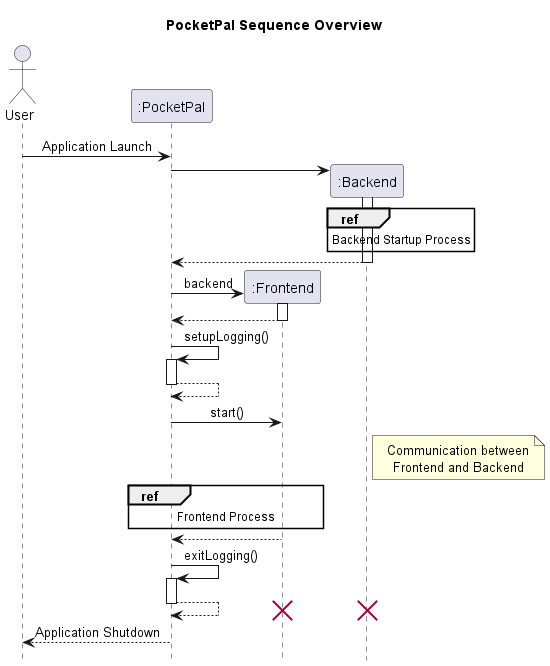 PocketPal Sequence Overview
User
:PocketPal
Application Launch
:Backend
ref
Backend Startup Process
backend
:Frontend
setupLogging()
start()
Communication between
Frontend and Backend
ref
Frontend Process
exitLogging()
Application Shutdown